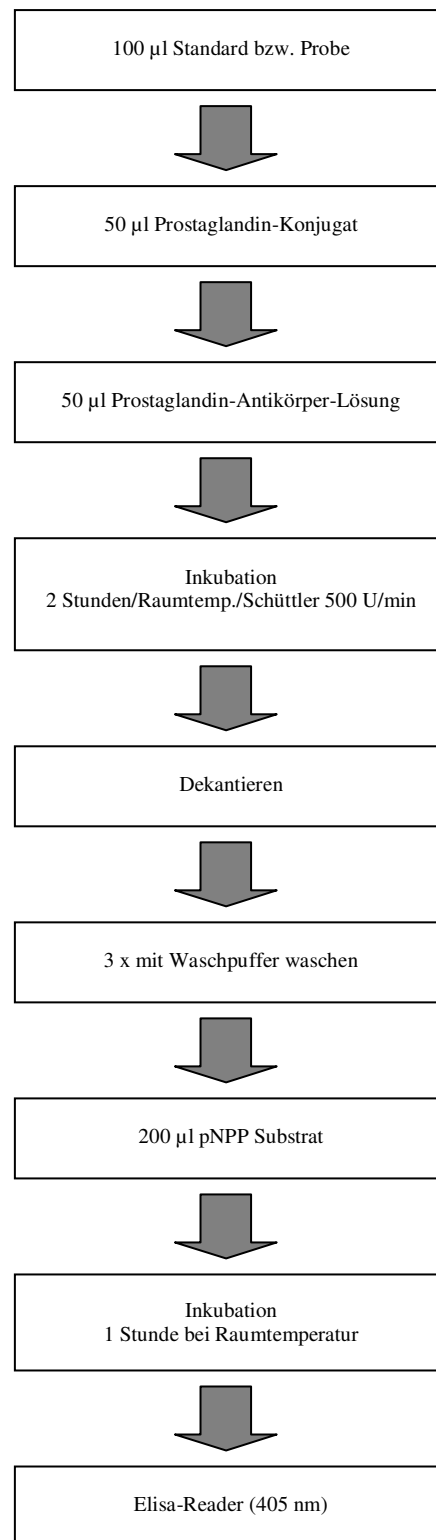 100 µl Standard bzw. Probe
50 µl Prostaglandin-Konjugat
50 µl Prostaglandin-Antikörper-Lösung
Inkubation
2 Stunden/Raumtemp./Schüttler 500 U/min
Dekantieren
3 x mit Waschpuffer waschen
200 µl pNPP Substrat
Inkubation
1 Stunde bei Raumtemperatur
Elisa-Reader (405 nm)